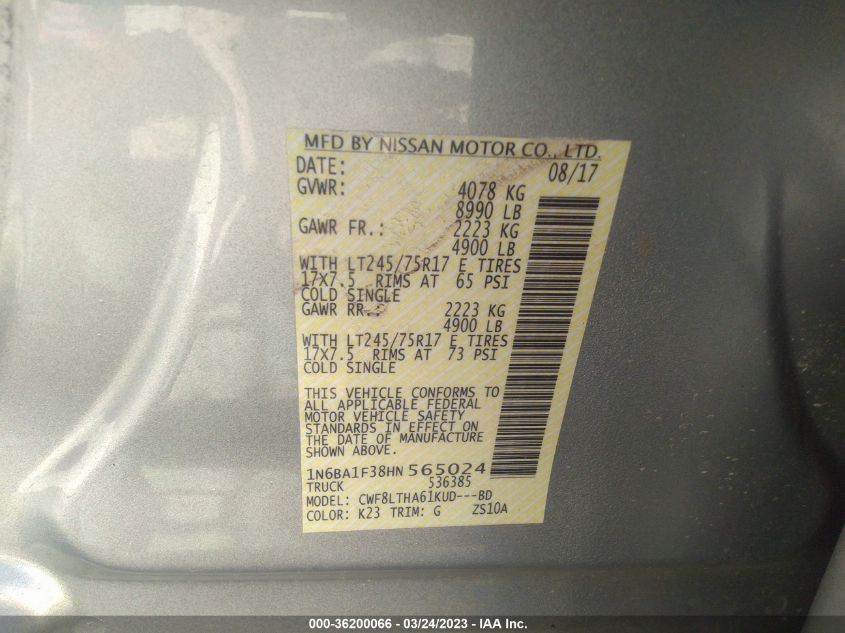 MFD BY NISSAN MOTOR CO., LTD.
DATE: 08/17
GVWR: 4078 KG
8990 LB
GAWR FR.: 2223 KG
4900 LB
WITH LT245/75R17 E TIRES
17X7.5 RIMS AT 65 PSI
COLD SINGLE
GAWR RR.: 2223 KG
4900 LB
WITH LT245/75R17 E TIRES
17X7.5 RIMS AT 73 PSI
COLD SINGLE
THIS VEHICLE CONFORMS TO
ALL APPLICABLE FEDERAL
MOTOR VEHICLE SAFETY
STANDARDS IN EFFECT ON
THE DATE OF MANUFACTURE
SHOWN ABOVE.
1N6BA1F38HN 565024
TRUCK 536385
MODEL: CWF8LTHA61KUD---BD
COLOR: K23 TRIM: G ZS10A
000-36200066 - 03/24/2023 - IAA Inc.